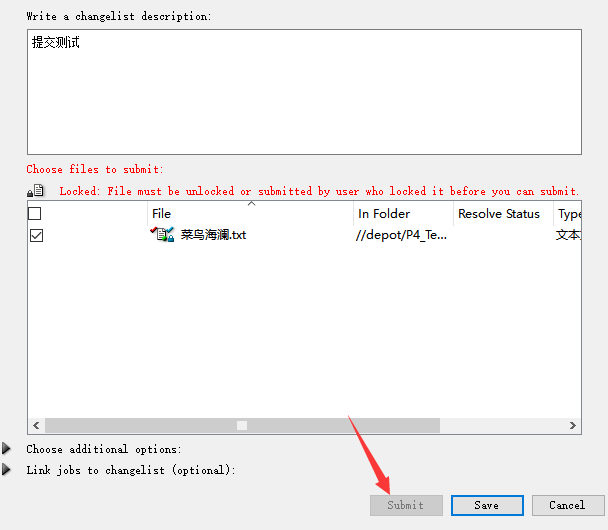 Write a changelist description:
提交测试
Choose files to submit:
Locked: File must be unlocked or submitted by user who locked it before you can submit.
File In Folder Resolve Status Type
菜鸟海澜.txt //depot/P4_Te... 文本
Choose additional options:
Link jobs to changelist (optional):
Submit Save Cancel